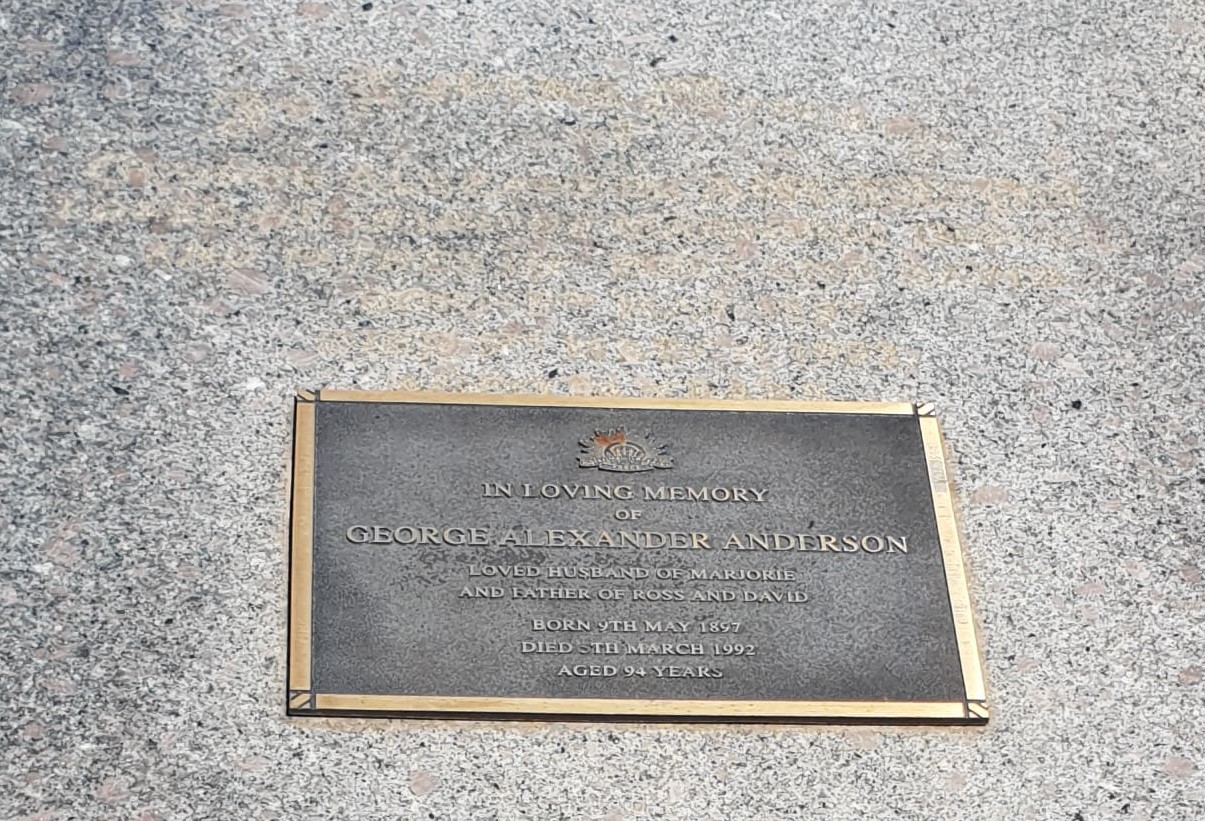 IN LOVING MEMORY
OF
GEORGE ALEXANDER ANDERSON
LOVED HUSBAND OF MARJORIE
AND FATHER OF ROSS AND DAVID
BORN 9TH MAY 1897
DIED 5TH MARCH 1992
AGED 94 YEARS